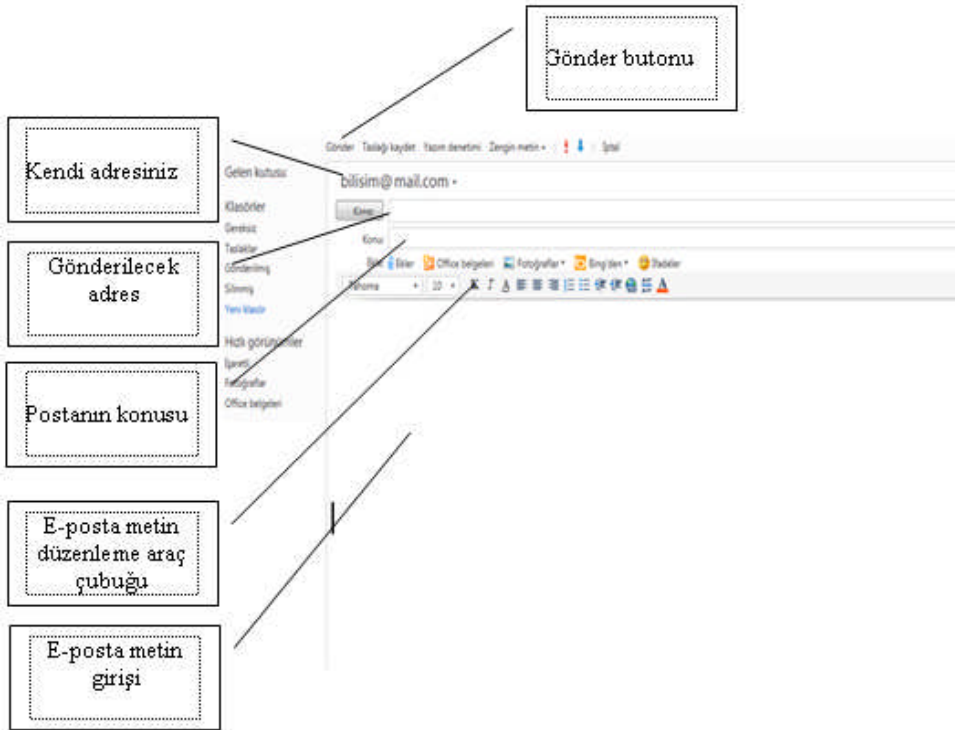 Gönder butonu
Kendi adresiniz
Gönderilecek
adres
Postanın konusu
E-posta metin
düzenleme araç
çubuğu
E-posta metin
girişi
Gönder Taslağı kaydet Yazım denetimi Zengin metin İptal
Gelen kutusu
bilisim@mail.com
Klasörler
Kime:
Gereksiz
Konu:
Taslaklar
Gönderilmiş
Ekler Office belgeleri Fotoğraflar Bing'den İfadeler
Silinmiş
Tahoma 10 K T A
Yeni klasör
Hızlı görünümler
İşaretli
Fotoğraflar
Office belgeleri